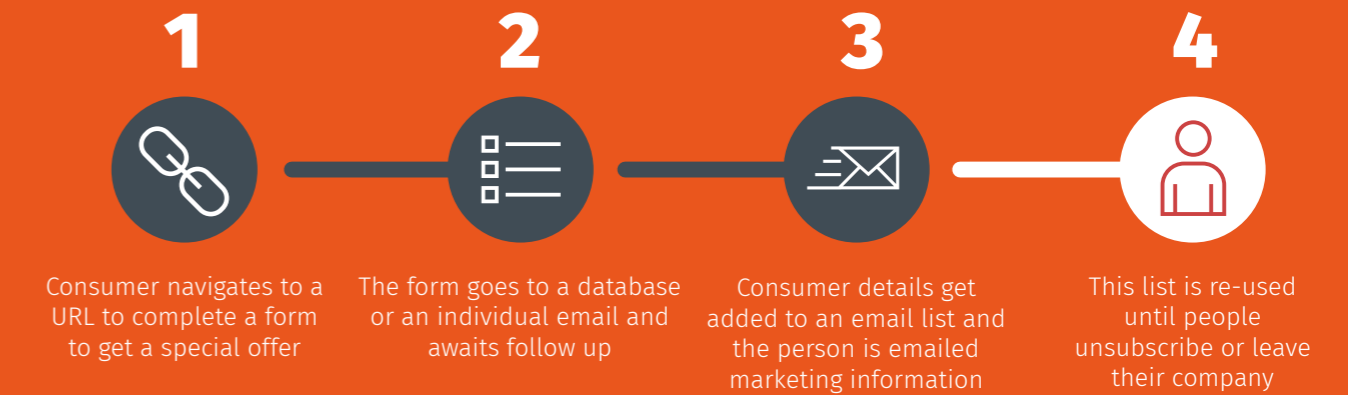 1
2
3
4
Consumer navigates to a
URL to complete a form
to get a special offer
The form goes to a database
or an individual email and
awaits follow up
Consumer details get
added to an email list and
the person is emailed
marketing information
This list is re-used
until people
unsubscribe or leave
their company